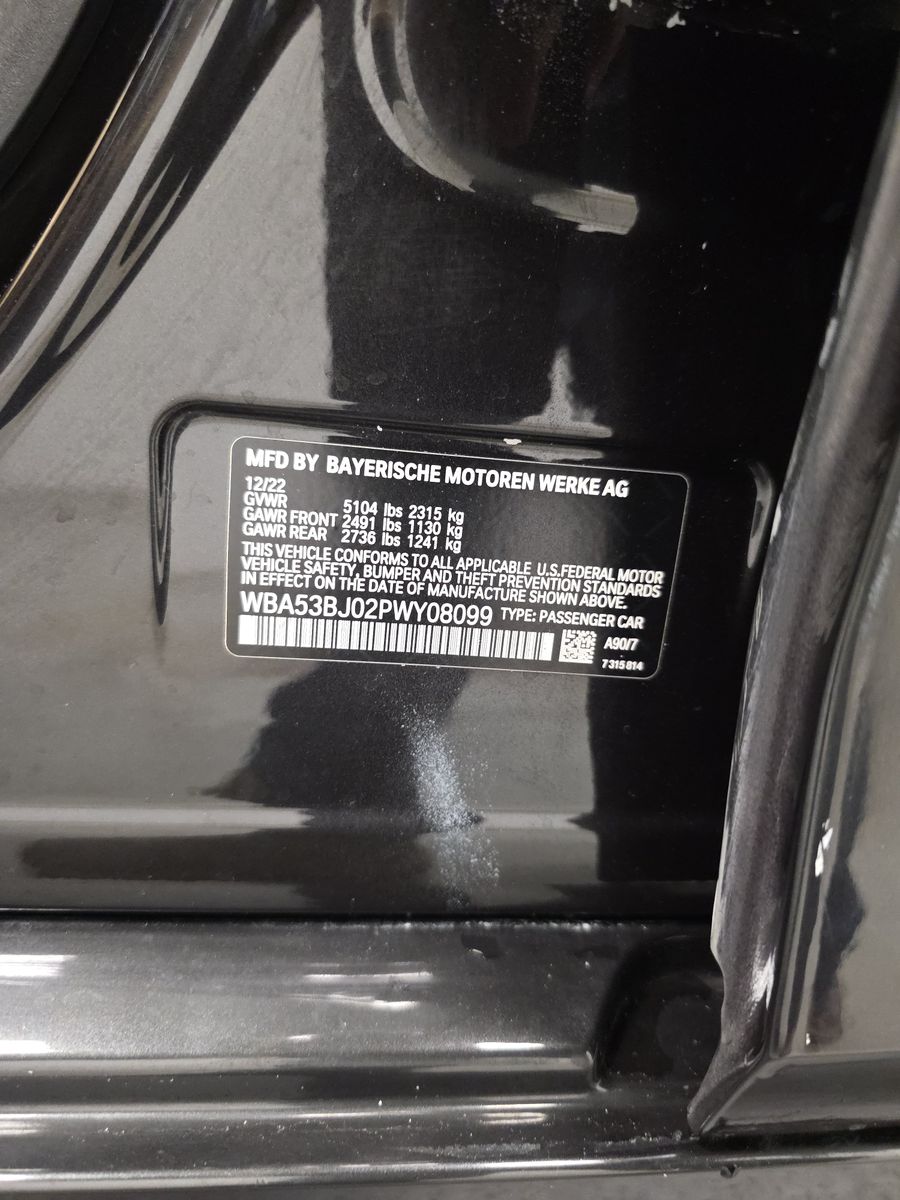 MFD BY BAYERISCHE MOTOREN WERKE AG
12/22
GVWR 5104 lbs 2315 kg
GAWR FRONT 2491 lbs 1130 kg
GAWR REAR 2736 lbs 1241 kg
THIS VEHICLE CONFORMS TO ALL APPLICABLE U.S.FEDERAL MOTOR
VEHICLE SAFETY, BUMPER AND THEFT PREVENTION STANDARDS
IN EFFECT ON THE DATE OF MANUFACTURE SHOWN ABOVE.
WBA53BJ02PWY08099 TYPE: PASSENGER CAR
A90/7
7 315 814